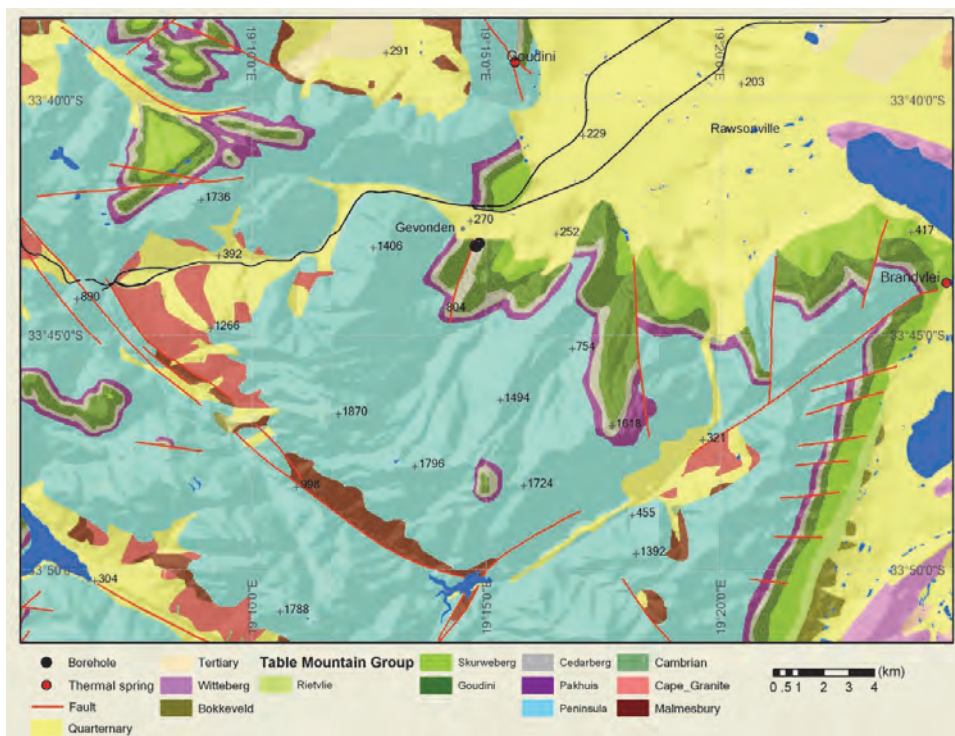 19°10'0"E
19°15'0"E
19°20'0"E
Goudini
291
203
33°40'0"S
33°40'0"S
229
Rawsonville
1736
270
Gevonden
252
417
392
1406
890
Brandvlei
804
1266
33°45'0"S
33°45'0"S
754
1494
1870
1618
321
1796
998
1724
455
1392
33°50'0"S
33°50'0"S
304
1788
19°10'0"E
19°15'0"E
19°20'0"E
Borehole
Thermal spring
Fault
Quarternary
Tertiary
Witteberg
Bokkeveld
Table Mountain Group
Rietvlie
Skurweberg
Goudini
Cedarberg
Pakhuis
Peninsula
Cambrian
Cape_Granite
Malmesbury
(km)
0 .5 1 2 3 4